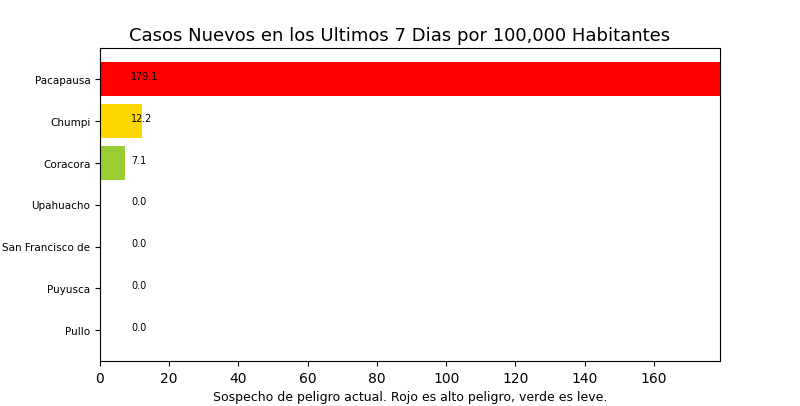 Casos Nuevos en los Ultimos 7 Dias por 100,000 Habitantes
Pacapausa 179.1
Chumpi 12.2
Coracora 7.1
Upahuacho 0.0
San Francisco de 0.0
Puyusca 0.0
Pullo 0.0
0 20 40 60 80 100 120 140 160
Sospecho de peligro actual. Rojo es alto peligro, verde es leve.